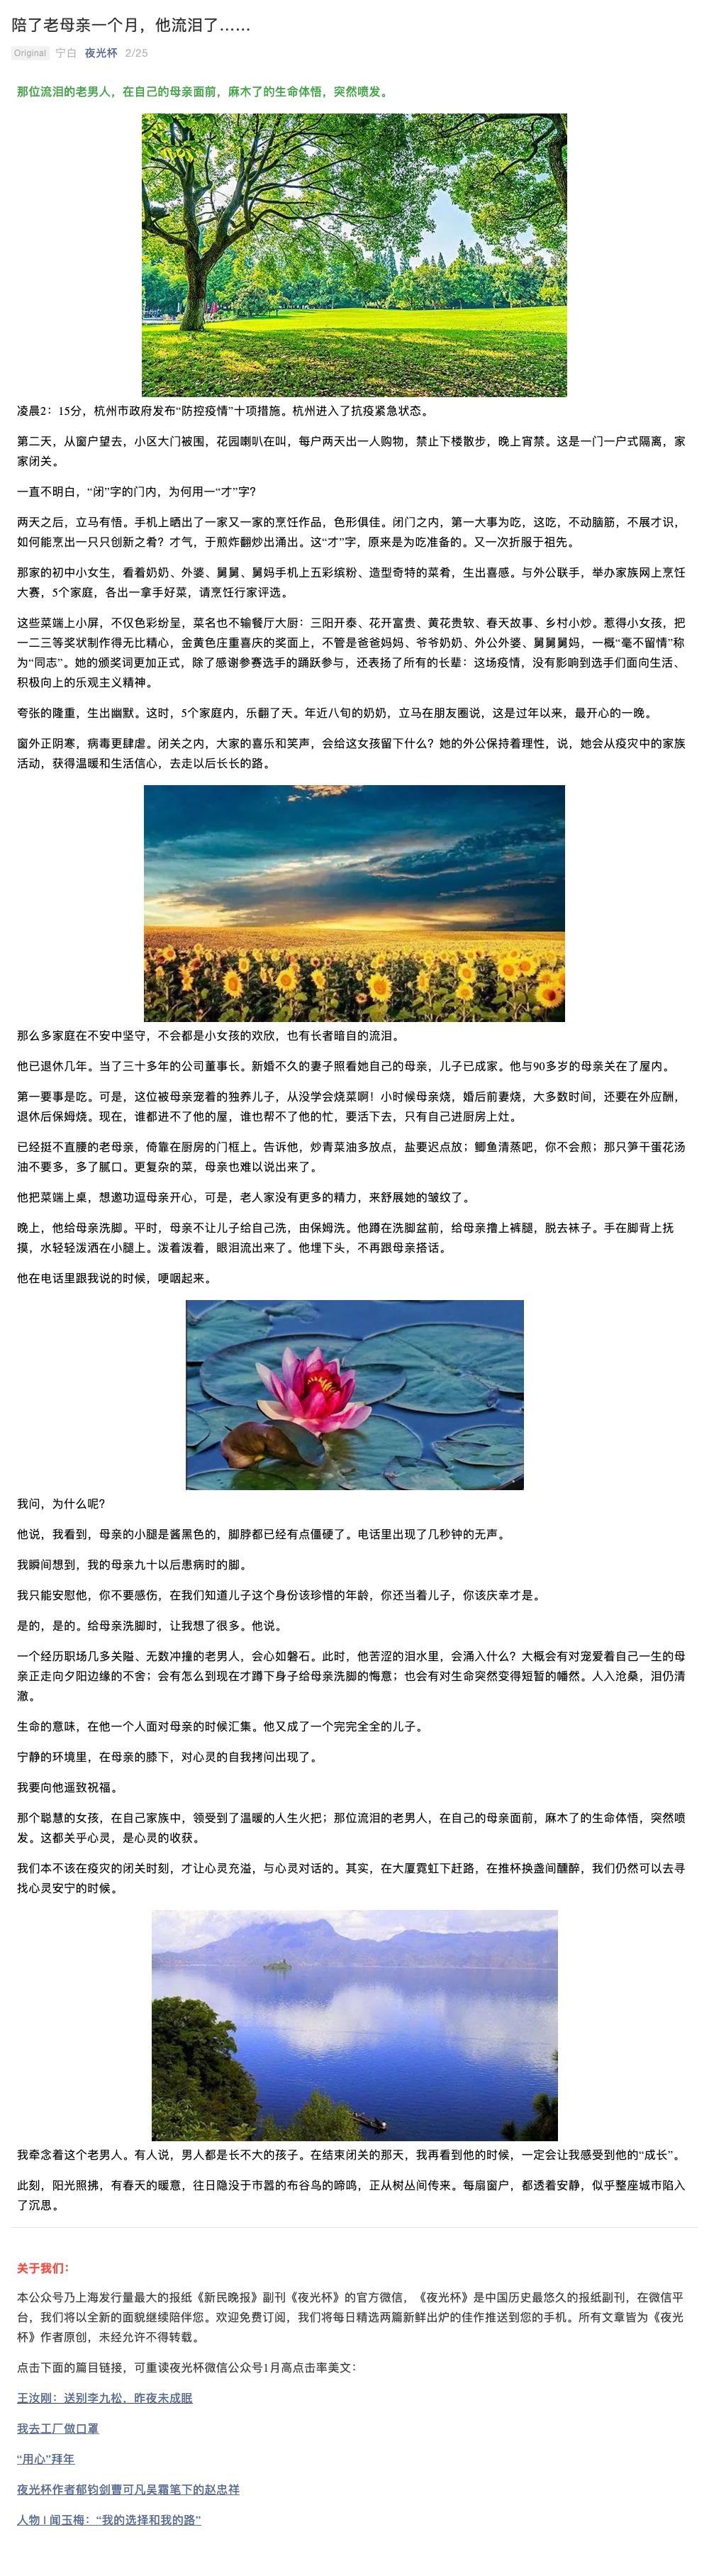 陪了老母亲一个月，他流泪了……
Original 宁白 夜光杯 2/25
那位流泪的老男人，在自己的母亲面前，麻木了的生命体悟，突然喷发。
凌晨2：15分，杭州市政府发布“防控疫情”十项措施。杭州进入了抗疫紧急状态。
第二天，从窗户望去，小区大门被围，花园喇叭在叫，每户两天出一人购物，禁止下楼散步，晚上宵禁。这是一门一户式隔离，家
家闭关。
一直不明白，“闭”字的门内，为何用一“才”字？
两天之后，立马有悟。手机上晒出了一家又一家的烹饪作品，色形俱佳。闭门之内，第一大事为吃，这吃，不动脑筋，不展才识，
如何能烹出一只只创新之肴？才气，于煎炸翻炒出涌出。这“才”字，原来是为吃准备的。又一次折服于祖先。
那家的初中小女生，看着奶奶、外婆、舅舅、舅妈手机上五彩缤粉、造型奇特的菜肴，生出喜感。与外公联手，举办家族网上烹饪
大赛，5个家庭，各出一拿手好菜，请烹饪行家评选。
这些菜端上小屏，不仅色彩纷呈，菜名也不输餐厅大厨：三阳开泰、花开富贵、黄花贵软、春天故事、乡村小炒。惹得小女孩，把
一二三等奖状制作得无比精心，金黄色庄重喜庆的奖面上，不管是爸爸妈妈、爷爷奶奶、外公外婆、舅舅舅妈，一概“毫不留情”称
为“同志”。她的颁奖词更加正式，除了感谢参赛选手的踊跃参与，还表扬了所有的长辈：这场疫情，没有影响到选手们面向生活、
积极向上的乐观主义精神。
夸张的隆重，生出幽默。这时，5个家庭内，乐翻了天。年近八旬的奶奶，立马在朋友圈说，这是过年以来，最开心的一晚。
窗外正阴寒，病毒更肆虐。闭关之内，大家的喜乐和笑声，会给这女孩留下什么？她的外公保持着理性，说，她会从疫灾中的家族
活动，获得温暖和生活信心，去走以后长长的路。
那么多家庭在不安中坚守，不会都是小女孩的欢欣，也有长者暗自的流泪。
他已退休几年。当了三十多年的公司董事长。新婚不久的妻子照看她自己的母亲，儿子已成家。他与90多岁的母亲关在了屋内。
第一要事是吃。可是，这位被母亲宠着的独养儿子，从没学会烧菜啊！小时候母亲烧，婚后前妻烧，大多数时间，还要在外应酬，
退休后保姆烧。现在，谁都进不了他的屋，谁也帮不了他的忙，要活下去，只有自己进厨房上灶。
已经挺不直腰的老母亲，倚靠在厨房的门框上。告诉他，炒青菜油多放点，盐要迟点放；鲫鱼清蒸吧，你不会煎；那只笋干蛋花汤
油不要多，多了腻口。更复杂的菜，母亲也难以说出来了。
他把菜端上桌，想邀功逗母亲开心，可是，老人家没有更多的精力，来舒展她的皱纹了。
晚上，他给母亲洗脚。平时，母亲不让儿子给自己洗，由保姆洗。他蹲在洗脚盆前，给母亲撸上裤腿，脱去袜子。手在脚背上抚
摸，水轻轻泼洒在小腿上。泼着泼着，眼泪流出来了。他埋下头，不再跟母亲搭话。
他在电话里跟我说的时候，哽咽起来。
我问，为什么呢？
他说，我看到，母亲的小腿是酱黑色的，脚脖都已经有点僵硬了。电话里出现了几秒钟的无声。
我瞬间想到，我的母亲九十以后患病时的脚。
我只能安慰他，你不要感伤，在我们知道儿子这个身份该珍惜的年龄，你还当着儿子，你该庆幸才是。
是的，是的。给母亲洗脚时，让我想了很多。他说。
一个经历职场几多关隘、无数冲撞的老男人，会心如磐石。此时，他苦涩的泪水里，会涌入什么？大概会有对宠爱着自己一生的母
亲正走向夕阳边缘的不舍；会有怎么到现在才蹲下身子给母亲洗脚的悔意；也会有对生命突然变得短暂的幡然。人入沧桑，泪仍清
澈。
生命的意味，在他一个人面对母亲的时候汇集。他又成了一个完完全全的儿子。
宁静的环境里，在母亲的膝下，对心灵的自我拷问出现了。
我要向他遥致祝福。
那个聪慧的女孩，在自己家族中，领受到了温暖的人生火把；那位流泪的老男人，在自己的母亲面前，麻木了的生命体悟，突然喷
发。这都关乎心灵，是心灵的收获。
我们本不该在疫灾的闭关时刻，才让心灵充溢，与心灵对话的。其实，在大厦霓虹下赶路，在推杯换盏间醺醉，我们仍然可以去寻
找心灵安宁的时候。
我牵念着这个老男人。有人说，男人都是长不大的孩子。在结束闭关的那天，我再看到他的时候，一定会让我感受到他的“成长”。
此刻，阳光照拂，有春天的暖意，往日隐没于市嚣的布谷鸟的啼鸣，正从树丛间传来。每扇窗户，都透着安静，似乎整座城市陷入
了沉思。
关于我们：
本公众号乃上海发行量最大的报纸《新民晚报》副刊《夜光杯》的官方微信，《夜光杯》是中国历史最悠久的报纸副刊，在微信平
台，我们将以全新的面貌继续陪伴您。欢迎免费订阅，我们将每日精选两篇新鲜出炉的佳作推送到您的手机。所有文章皆为《夜光
杯》作者原创，未经允许不得转载。
点击下面的篇目链接，可重读夜光杯微信公众号1月高点击率美文：
王汝刚：送别李九松，昨夜未成眠
我去工厂做口罩
“用心”拜年
夜光杯作者郁钧剑曹可凡吴霜笔下的赵忠祥
人物 | 闻玉梅：“我的选择和我的路”